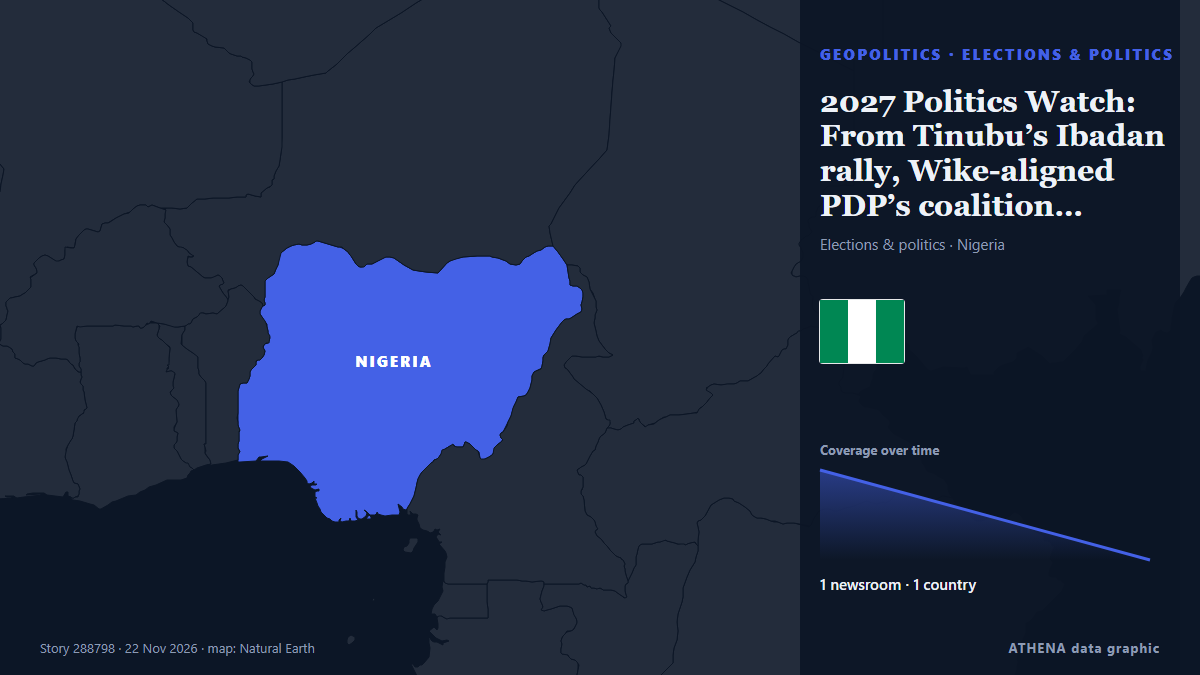 GEOPOLITICS · ELECTIONS & POLITICS
2027 Politics Watch:
From Tinubu’s Ibadan
rally, Wike-aligned
PDP’s coalition…
Elections & politics · Nigeria
NIGERIA
Coverage over time
1 newsroom · 1 country
Story 288798 · 22 Nov 2026 · map: Natural Earth
ATHENA data graphic